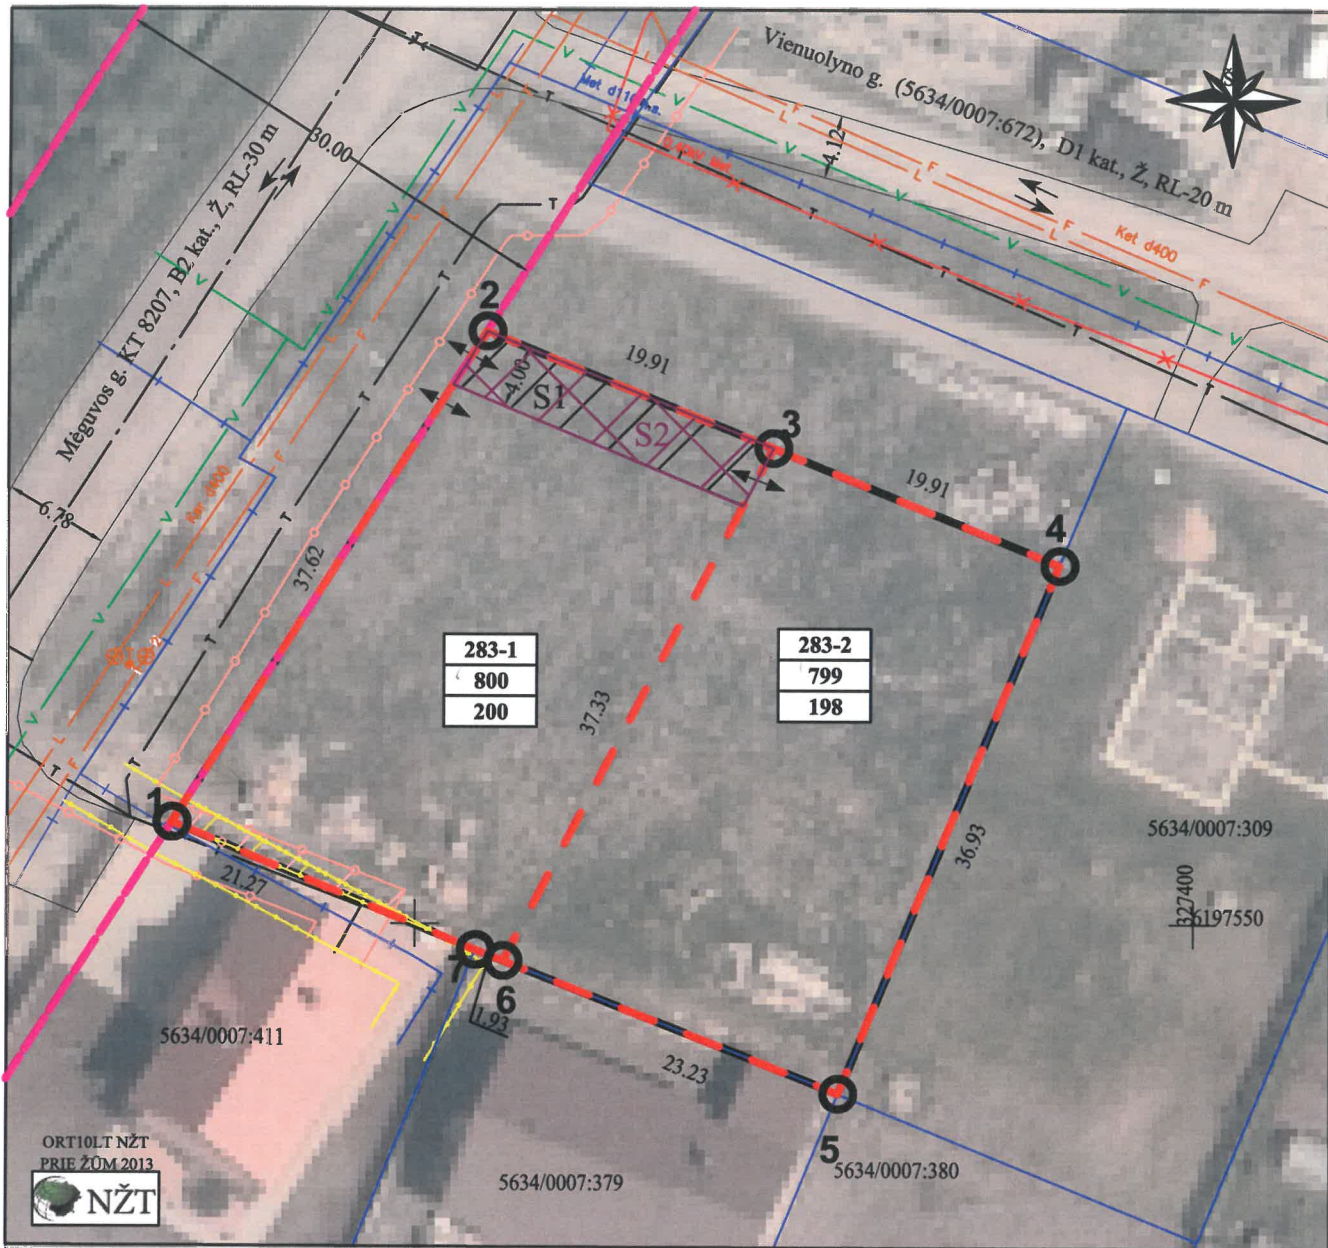 Vienuolyno g. (5634/0007:672), D1 kat., Ž, RL-20 m
Mėguvos g. KT 8207, B2 kat., Ž, RL-30 m
30.00
4.12
Ket d400
0,40kV
T
V
L
F
2
19.91
4.00
S1
S2
3
19.91
4
6.78
Ket d400
37.62
283-1
800
200
283-2
799
198
37.33
36.93
5634/0007:309
327400
6197550
1
21.27
7
6
1.93
23.23
5
5634/0007:411
5634/0007:379
5634/0007:380
ORT10LT NŽT
PRIE ŽŪM 2013
NŽT